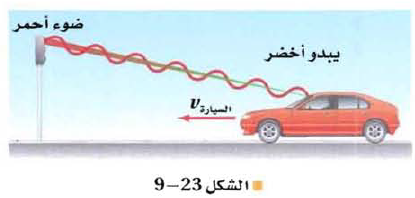 ضوء أحمر
يبدو أخضر
v السيارة
■ الشكل 23-9